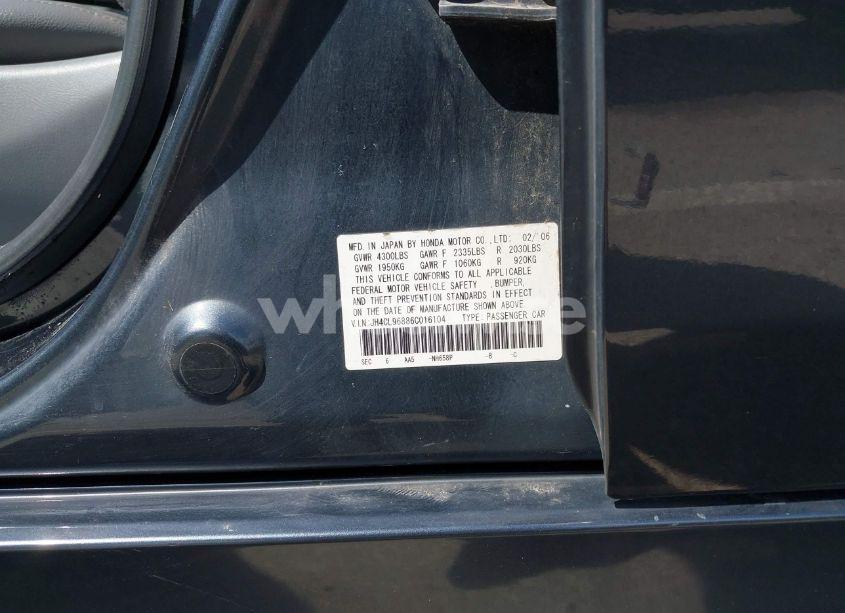 MFD. IN JAPAN BY HONDA MOTOR CO.,LTD. 02/'06
GVWR 4300LBS GAWR F 2335LBS R 2030LBS
GVWR 1950KG GAWR F 1060KG R 920KG
THIS VEHICLE CONFORMS TO ALL APPLICABLE
FEDERAL MOTOR VEHICLE SAFETY ,BUMPER,
AND THEFT PREVENTION STANDARDS IN EFFECT
ON THE DATE OF MANUFACTURE SHOWN ABOVE.
V.I.N:JH4CL96886C016104 TYPE:PASSENGER CAR
SEC 6 AA5 -NH658P -B -C